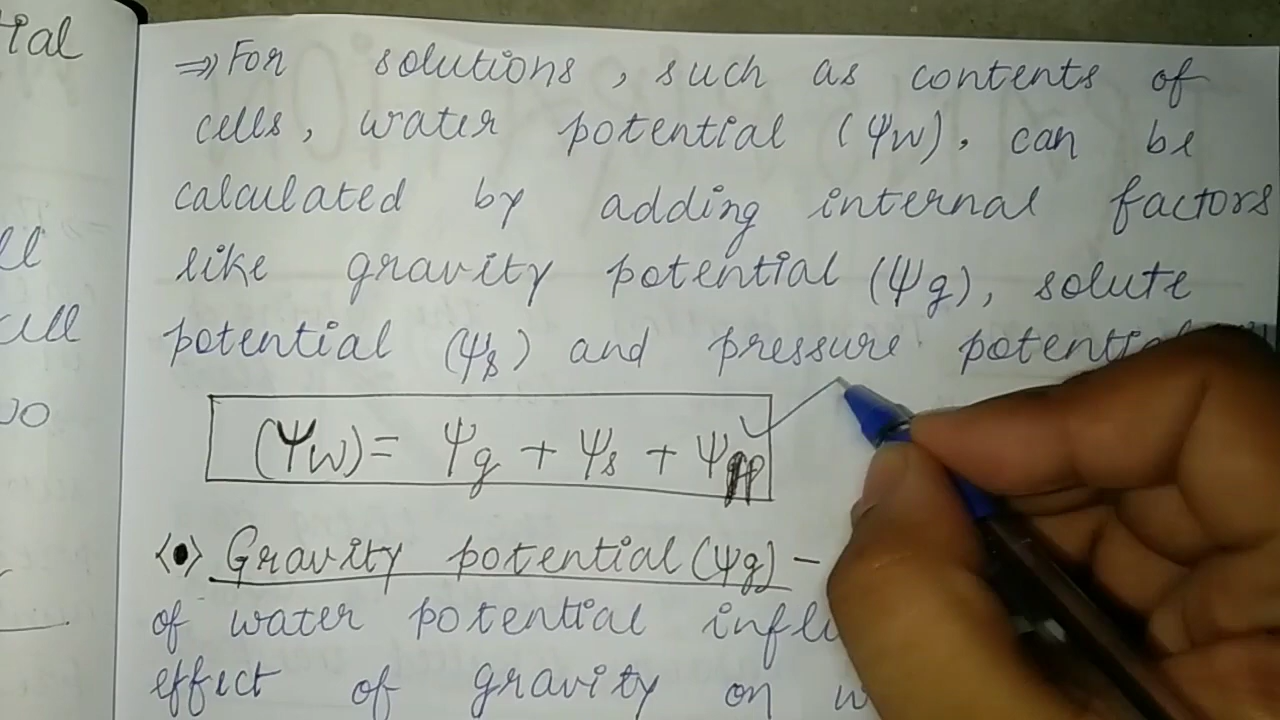 tial
⇒ For solutions, such as contents of
cells, water potential (Ψw). can be
calculated by adding internal factors
like gravity potential (Ψg), solute
potential (Ψs) and pressure
(Ψw) = Ψg + Ψs + Ψp
<•> Gravity potential (Ψg) –
of water potential
effect of gravity on